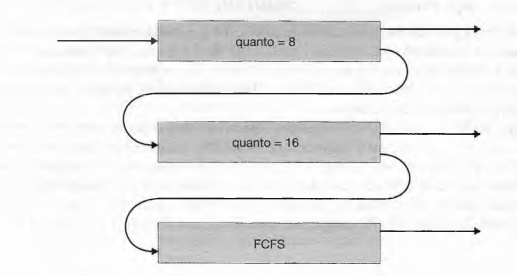 quanto = 8
quanto = 16
FCFS